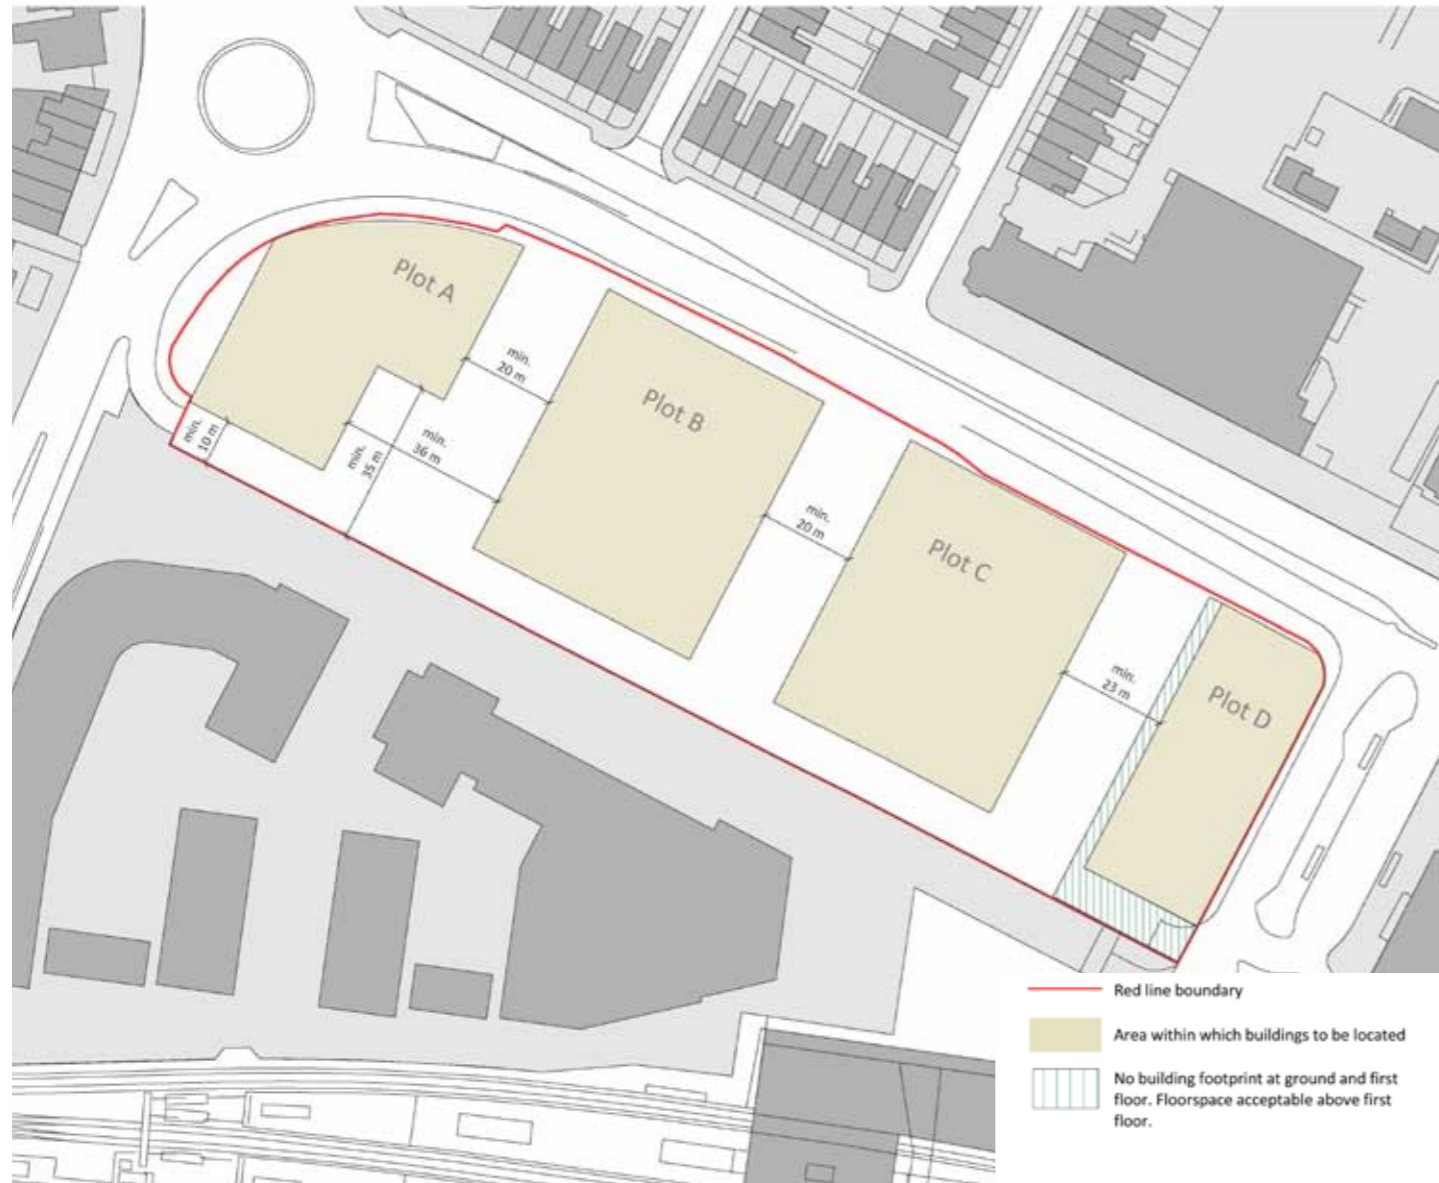 Plot A
min.
20 m
Plot B
min.
10 m
min.
35 m
min.
36 m
min.
20 m
Plot C
min.
23 m
Plot D
Red line boundary
Area within which buildings to be located
No building footprint at ground and first
floor. Floorspace acceptable above first
floor.